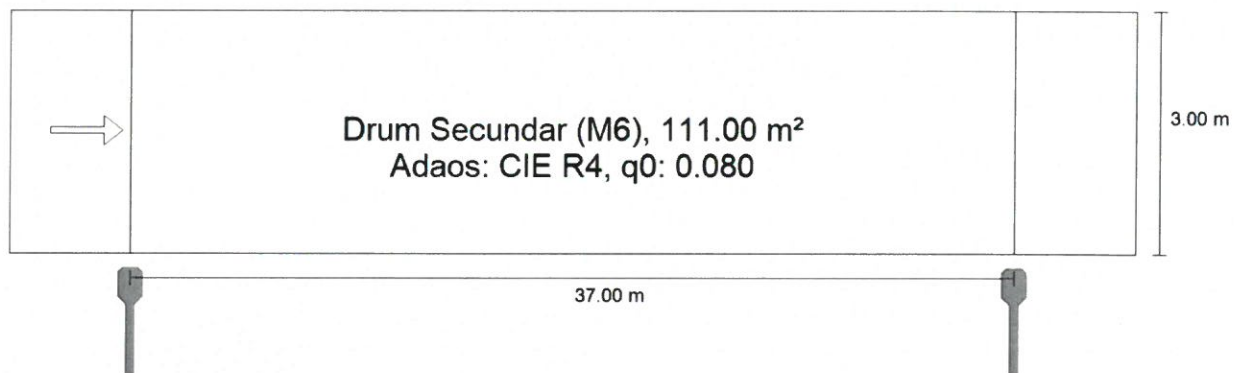 Drum Secundar (M6), 111.00 m²
Adaos: CIE R4, q0: 0.080
3.00 m
37.00 m